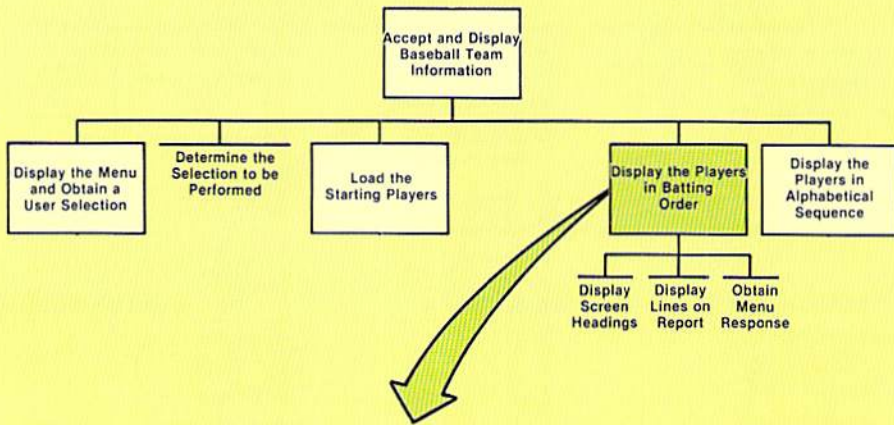 Accept and Display
Baseball Team
Information
Display the Menu
and Obtain a
User Selection
Determine the
Selection to be
Performed
Load the
Starting Players
Display the Players
in Batting
Order
Display the
Players in
Alphabetical
Sequence
Display
Screen
Headings
Display
Lines on
Report
Obtain
Menu
Response